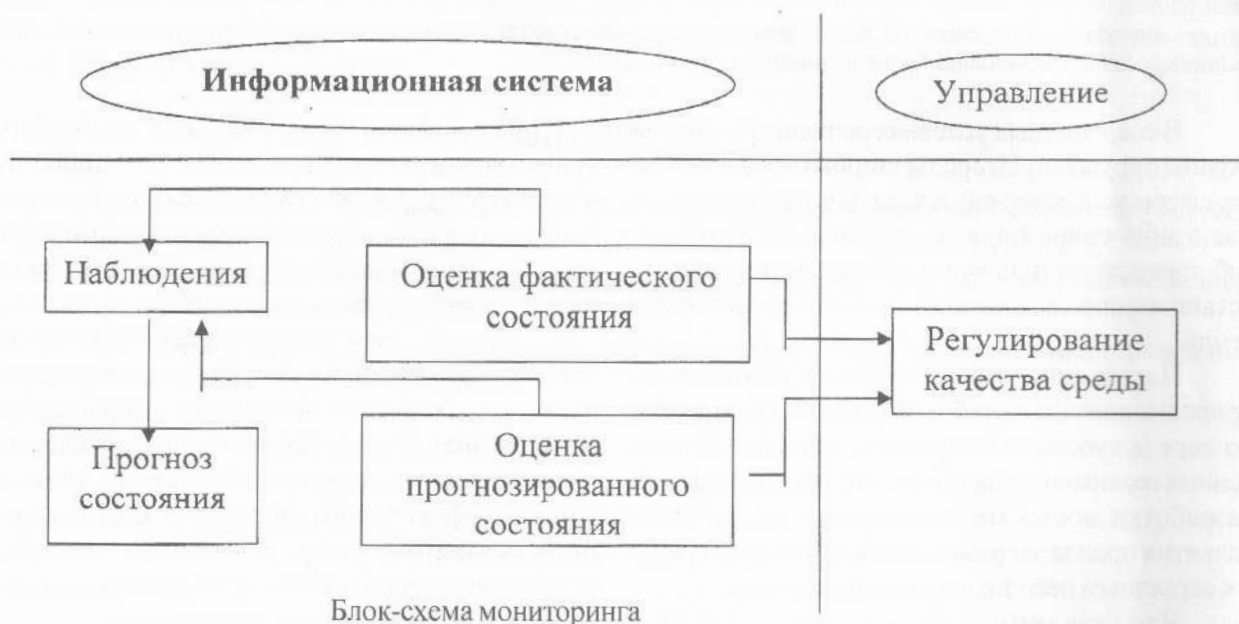 Информационная система
Управление
Наблюдения
Оценка фактического
состояния
Регулирование
качества среды
Прогноз
состояния
Оценка
прогнозированного
состояния
Блок-схема мониторинга